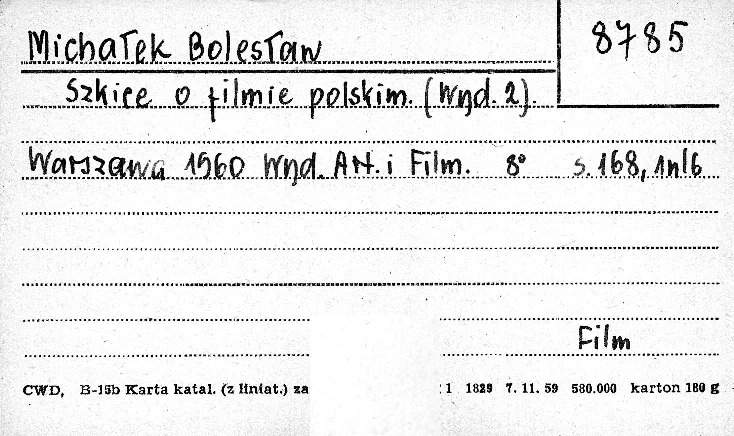 8785
Michałek Bolesław
Szkice o filmie polskim. (Wyd. 2).
Warszawa 1960 Wyd. Art. i Film. 8° s. 168, 1nlb
Film
CWD, B-15b Karta katal. (z liniat.) za 1 1829 7. 11. 59 580.000 karton 180 g